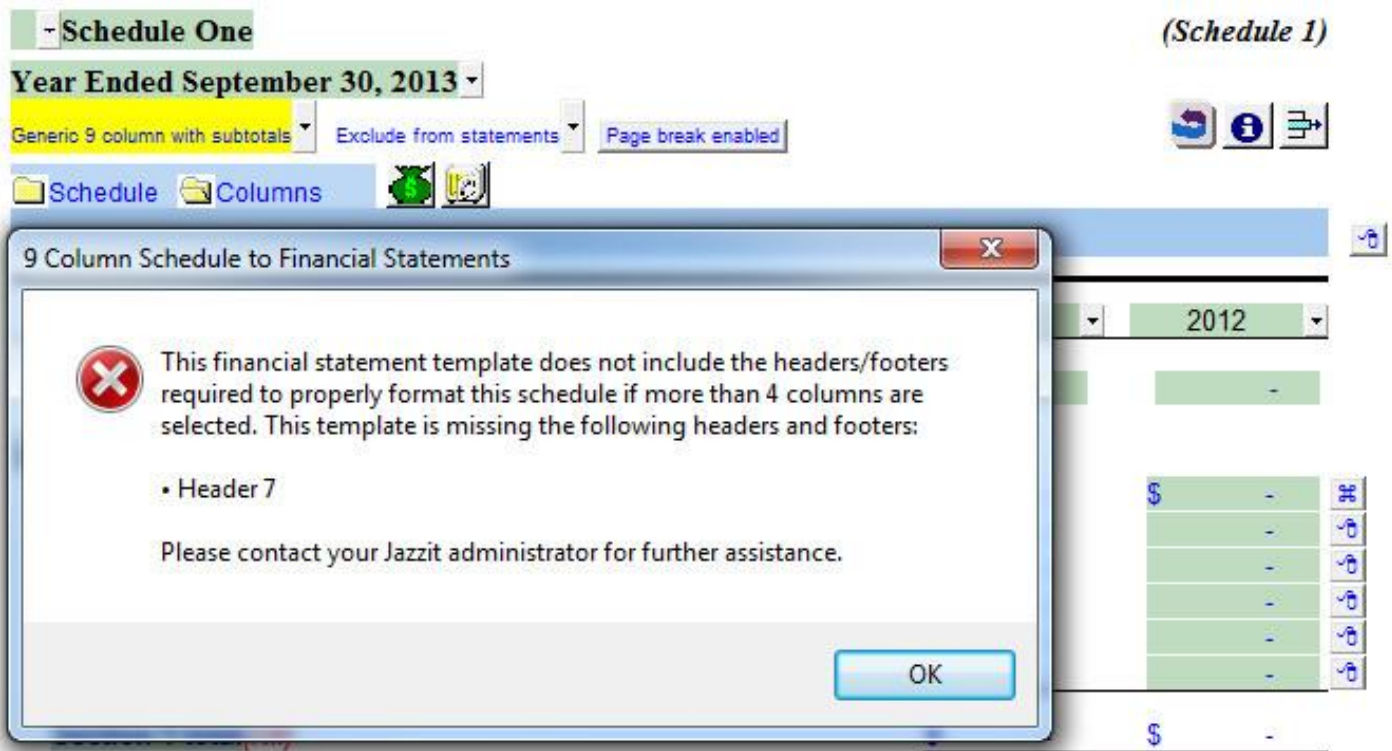 Schedule One (Schedule 1)
Year Ended September 30, 2013
Generic 9 column with subtotals Exclude from statements Page break enabled
Schedule Columns
9 Column Schedule to Financial Statements
This financial statement template does not include the headers/footers
required to properly format this schedule if more than 4 columns are
selected. This template is missing the following headers and footers:
• Header 7
Please contact your Jazzit administrator for further assistance.
OK
2012
-
$ -
-
-
-
-
-
$ -